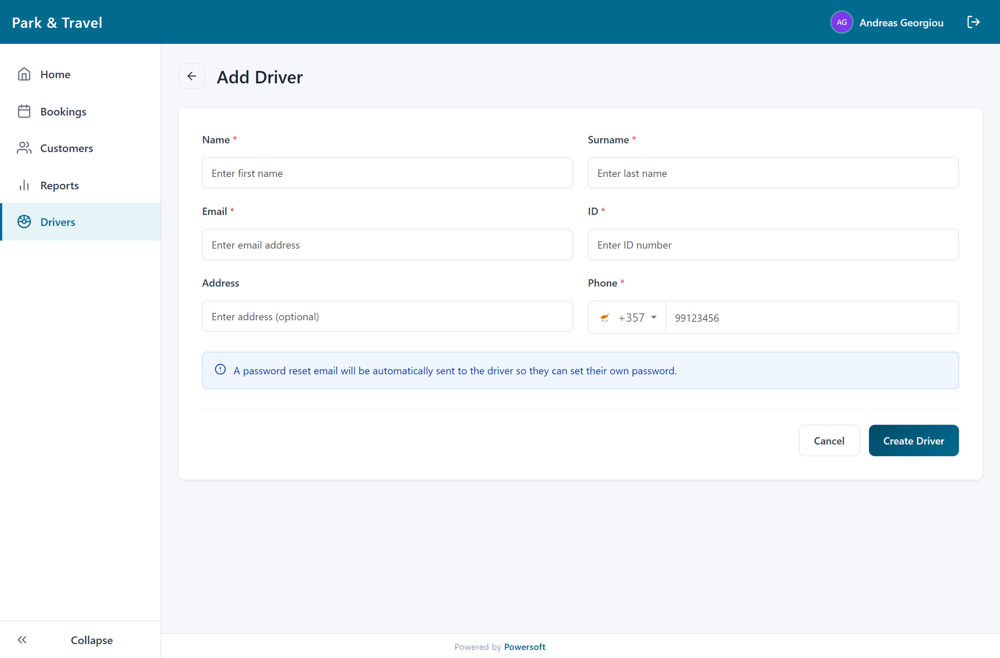 Park & Travel
AG
Andreas Georgiou
Home
Bookings
Customers
Reports
Drivers
Collapse
Add Driver
Name *
Surname *
Enter first name
Enter last name
Email *
ID *
Enter email address
Enter ID number
Address
Phone *
Enter address (optional)
+357
99123456
A password reset email will be automatically sent to the driver so they can set their own password.
Cancel
Create Driver
Powered by Powersoft